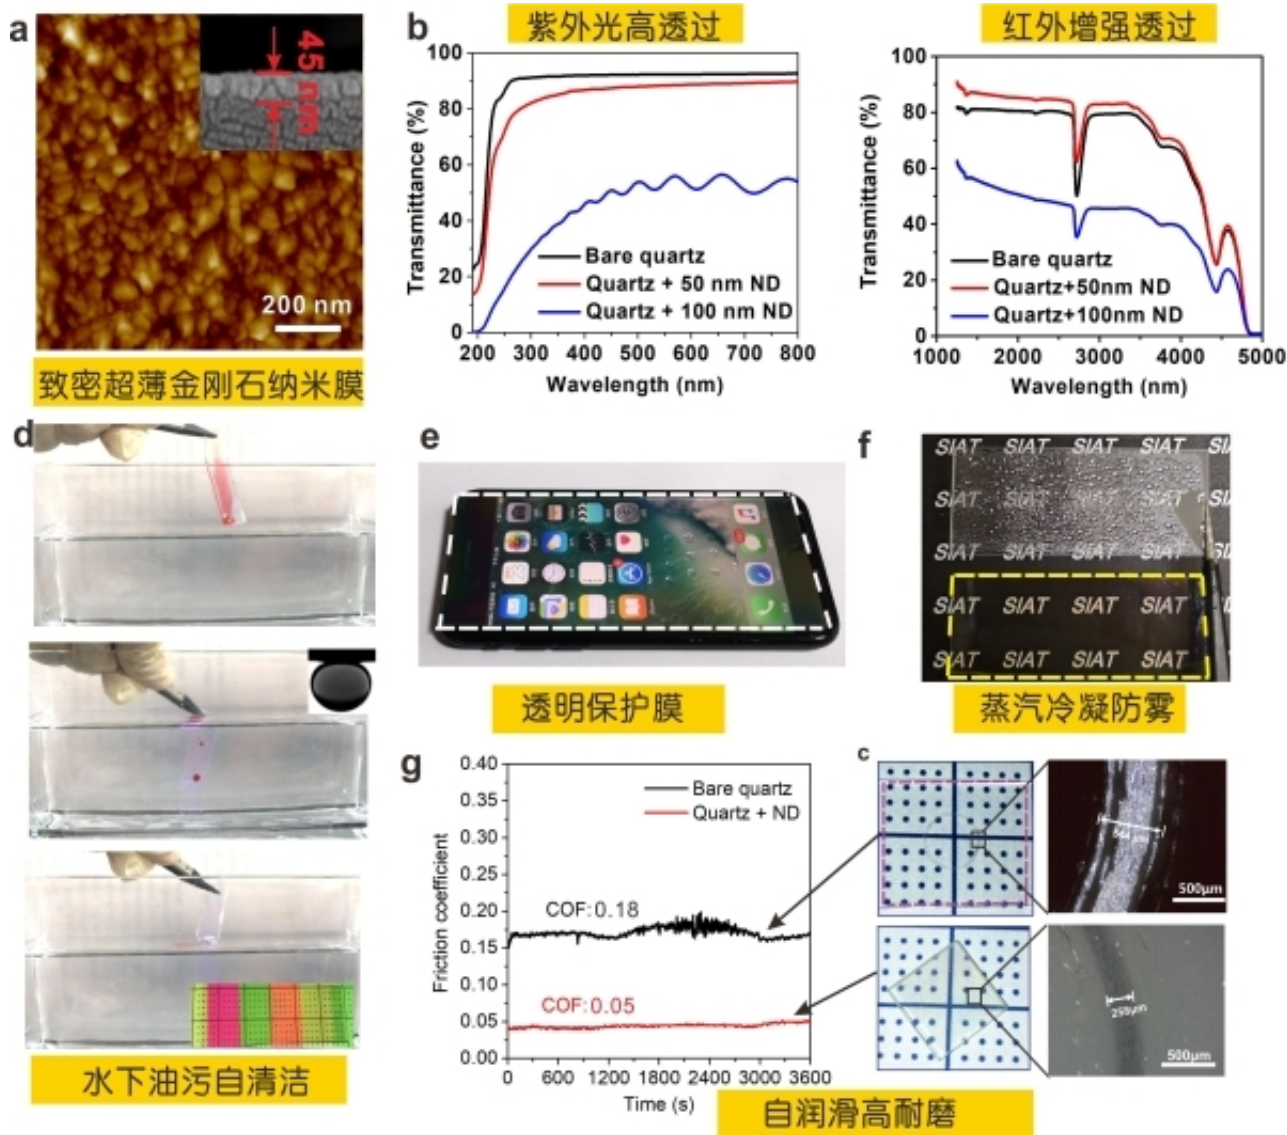 a
45 nm
200 nm
致密超薄金刚石纳米膜
b
紫外光高透过
Transmittance (%)
100
80
60
40
20
0
Bare quartz
Quartz + 50 nm ND
Quartz + 100 nm ND
200 300 400 500 600 700 800
Wavelength (nm)
红外增强透过
Transmittance (%)
100
80
60
40
20
0
Bare quartz
Quartz+50nm ND
Quartz+100nm ND
1000 2000 3000 4000 5000
Wavelength (nm)
d
水下油污自清洁
e
透明保护膜
f
SIAT SIAT SIAT SIAT SI
SIAT SIAT SIAT SIAT
SIAT SIAT SIAT SIAT SI
SIAT SIAT SIAT SIAT
SIAT SIAT SIAT SIAT
蒸汽冷凝防雾
g
Friction coefficient
0.40
0.35
0.30
0.25
0.20
0.15
0.10
0.05
0.00
Bare quartz
Quartz + ND
COF:0.18
COF:0.05
0 600 1200 1800 2400 3000 3600
Time (s)
c
500μm
259μm
500μm
自润滑高耐磨